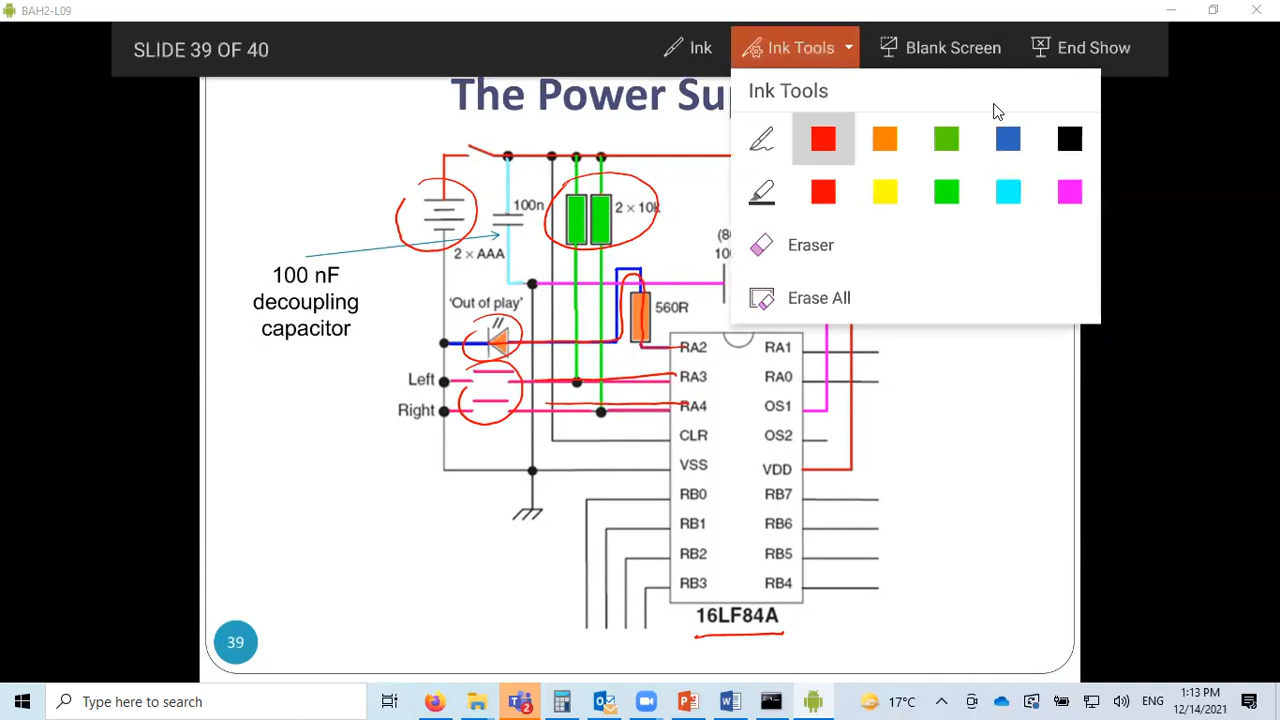 BAH2-L09
SLIDE 39 OF 40
Ink
Ink Tools
Blank Screen
End Show
The Power Su
Ink Tools
Eraser
Erase All
100n
2 × 10k
2 × AAA
100 nF
decoupling
capacitor
(80
'Out of play'
560R
RA2
RA1
Left
RA3
RA0
Right
RA4
OS1
CLR
OS2
VSS
VDD
RB0
RB7
RB1
RB6
RB2
RB5
RB3
RB4
16LF84A
39
Type here to search
2
17°C
ENG
1:13 PM
12/14/2021